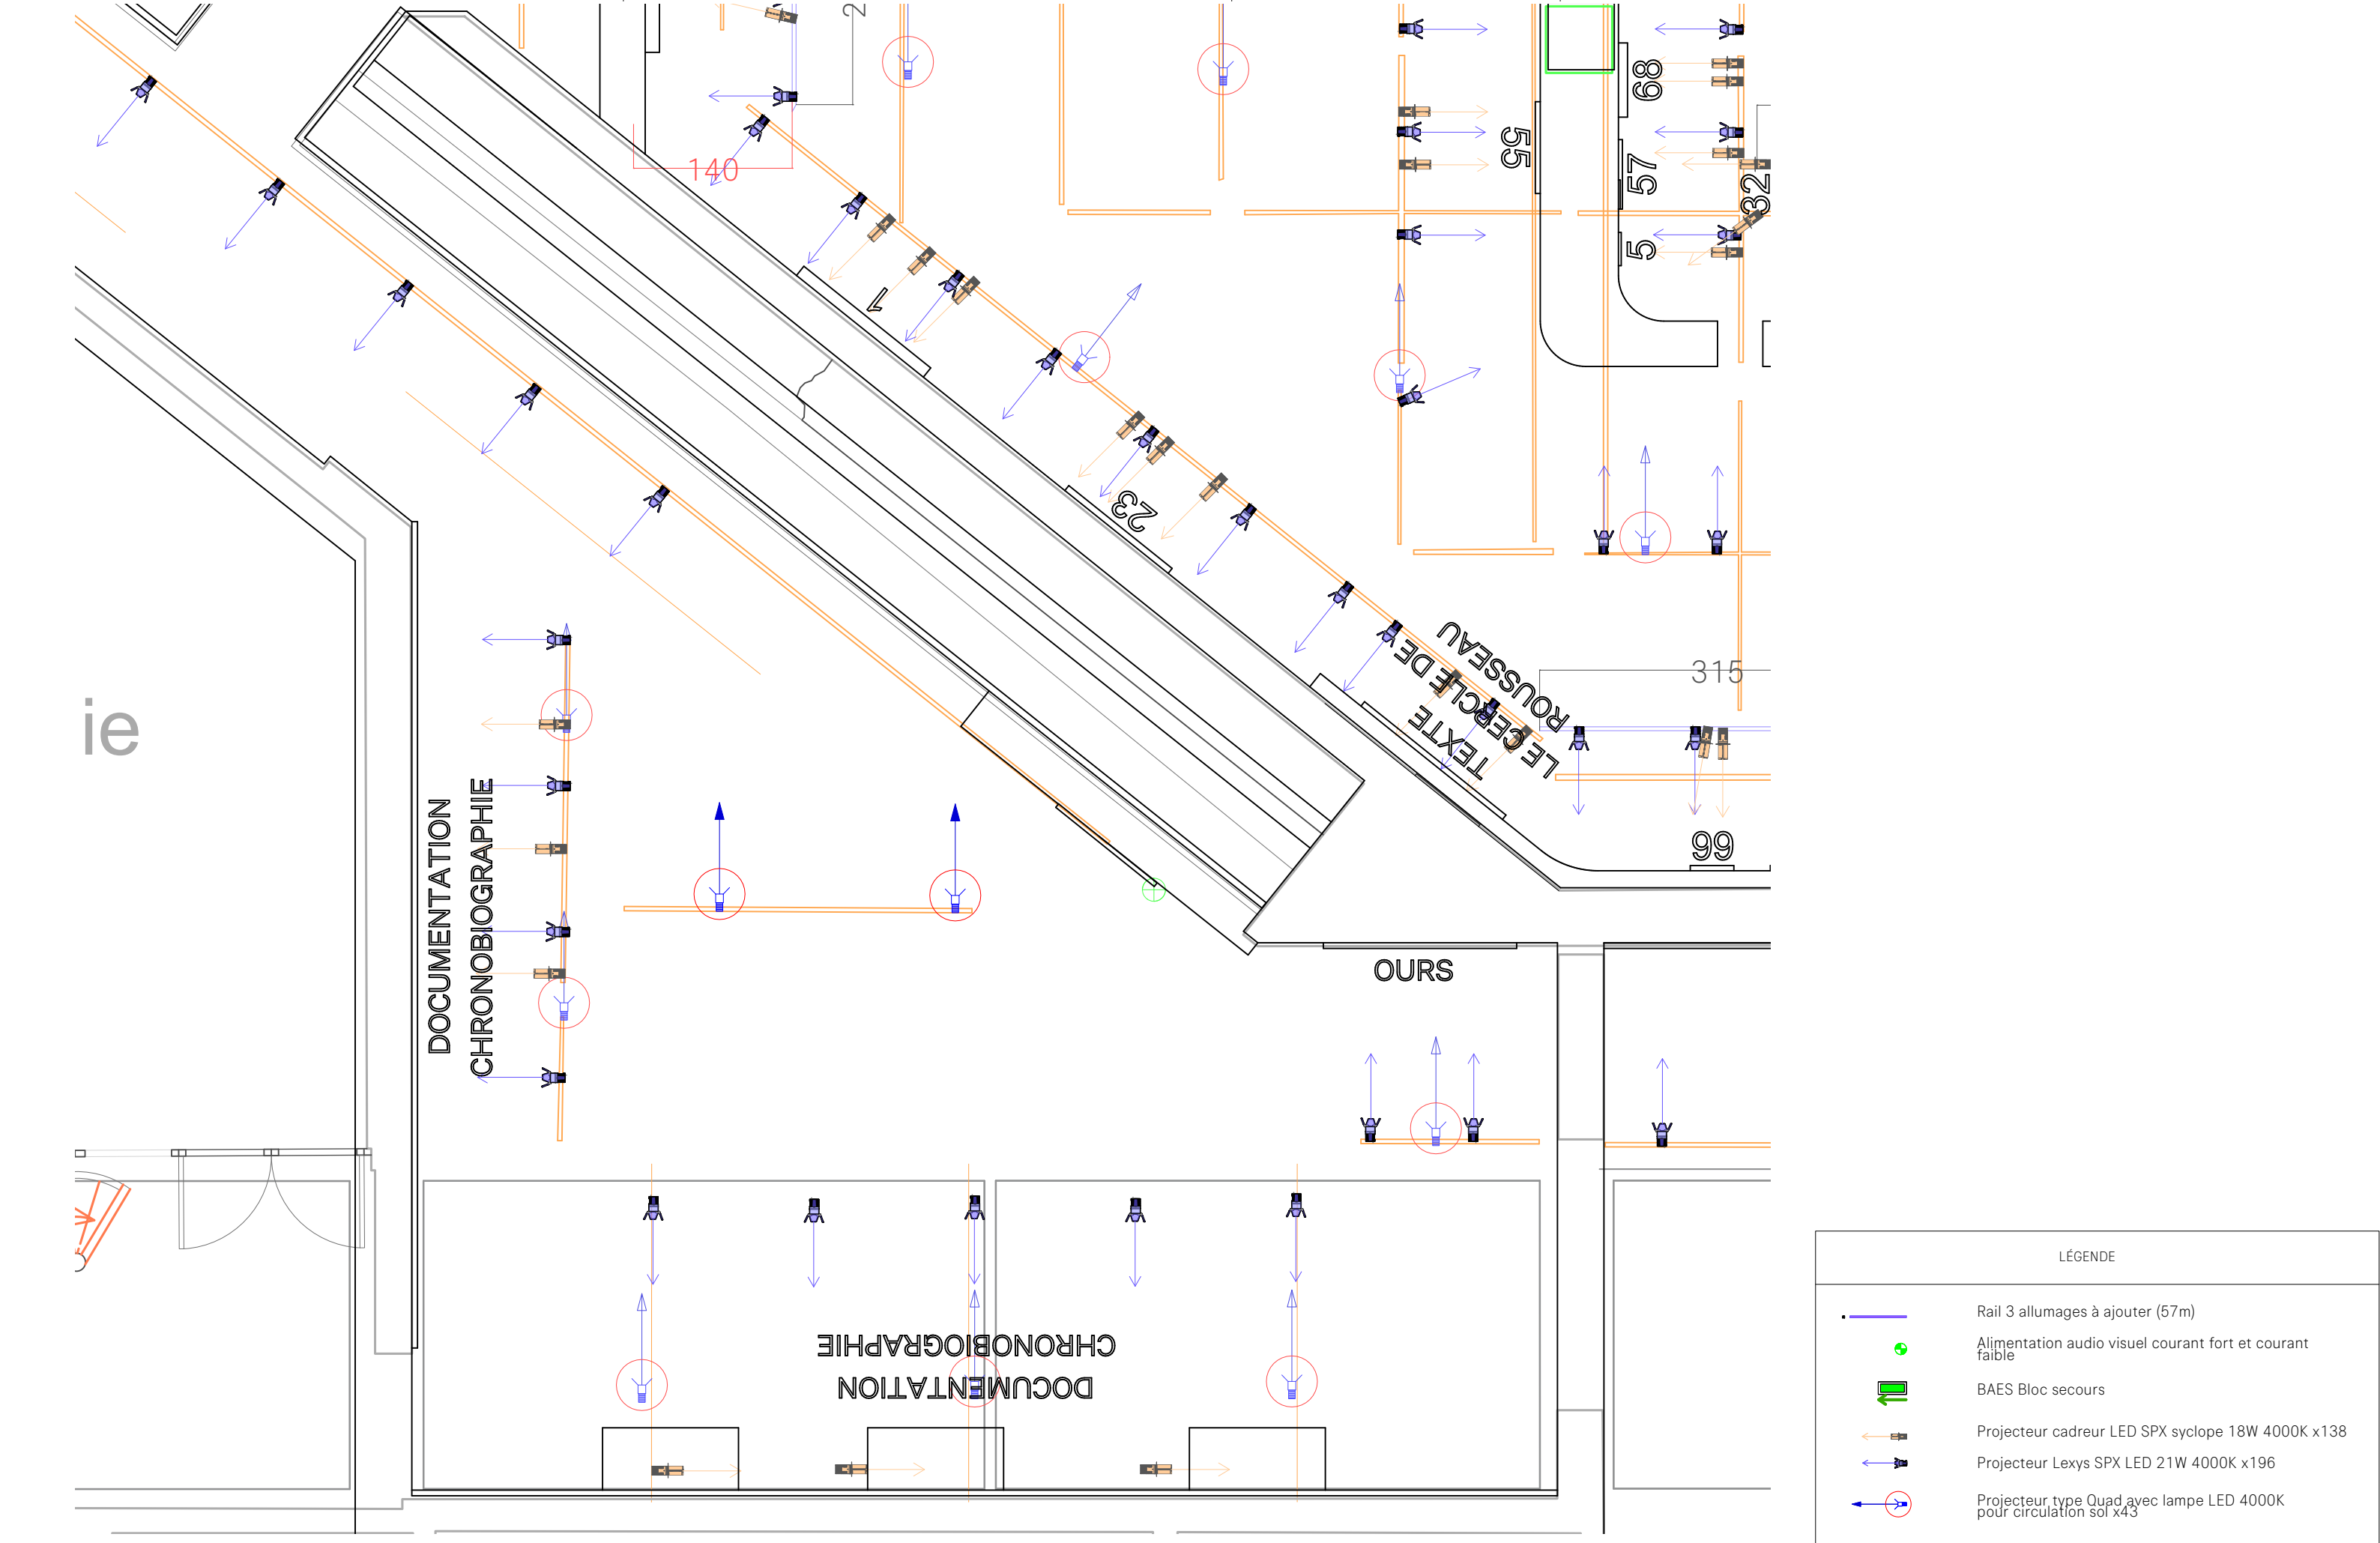 2
140
68
55
57
32
5
1
23
TEXTE
LE CERCLE DE
ROUSSEAU
315
ie
99
DOCUMENTATION
CHRONOBIOGRAPHIE
OURS
DOCUMENTATION
CHRONOBIOGRAPHIE
LÉGENDE
Rail 3 allumages à ajouter (57m)
Alimentation audio visuel courant fort et courant
faible
BAES Bloc secours
Projecteur cadreur LED SPX syclope 18W 4000K x138
Projecteur Lexys SPX LED 21W 4000K x196
Projecteur type Quad avec lampe LED 4000K
pour circulation sol x43